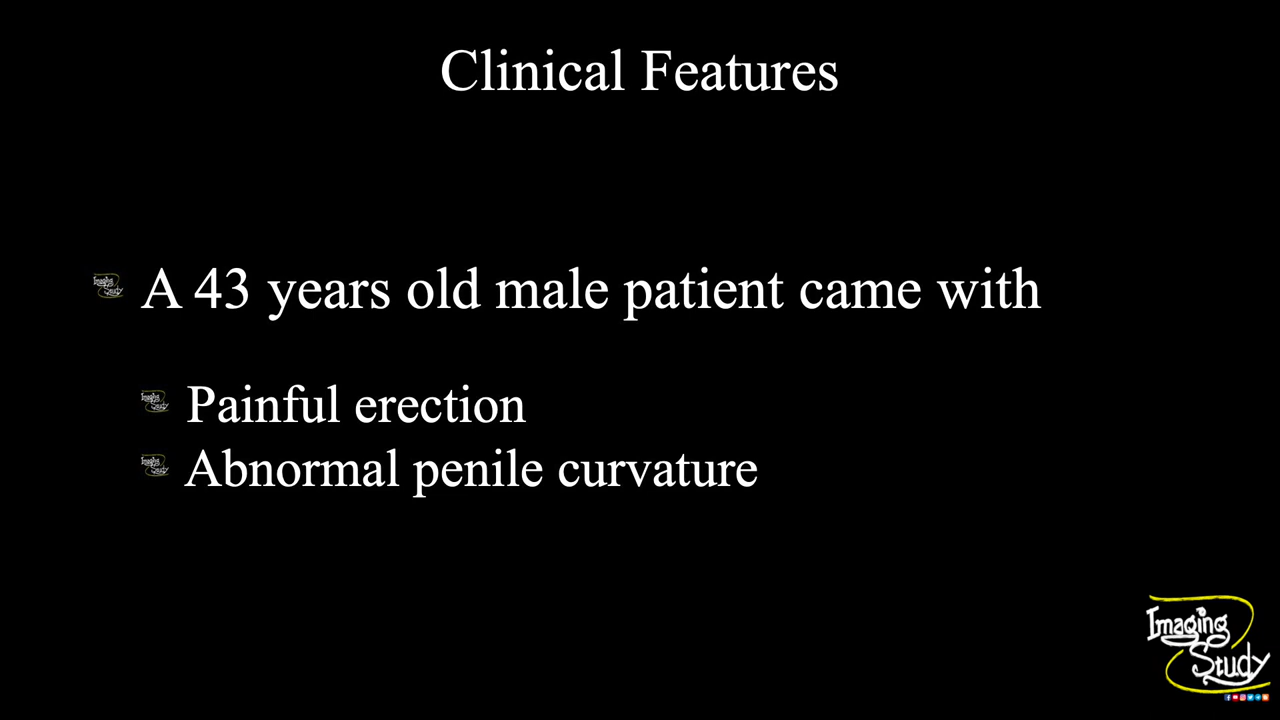 Clinical Features
A 43 years old male patient came with
Painful erection
Abnormal penile curvature
Imaging
Study